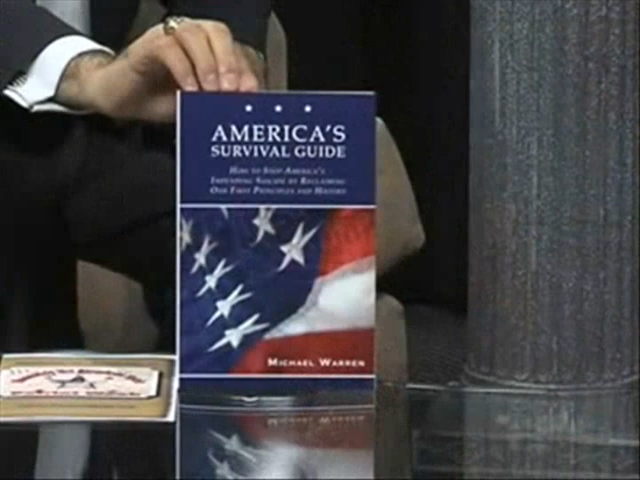 AMERICA'S
SURVIVAL GUIDE
HOW TO STOP AMERICA'S
IMPENDING SUICIDE BY RECLAIMING
OUR FIRST PRINCIPLES AND HISTORY
MICHAEL WARREN